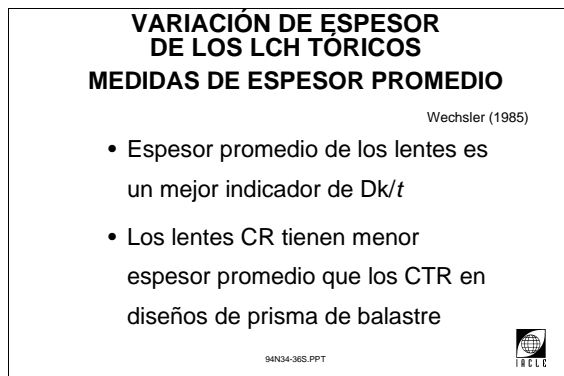 VARIACIÓN DE ESPESOR
DE LOS LCH TÓRICOS
MEDIDAS DE ESPESOR PROMEDIO
Wechsler (1985)
• Espesor promedio de los lentes es
un mejor indicador de Dk/t
• Los lentes CR tienen menor
espesor promedio que los CTR en
diseños de prisma de balastre
94N34-36S.PPT
IACLE